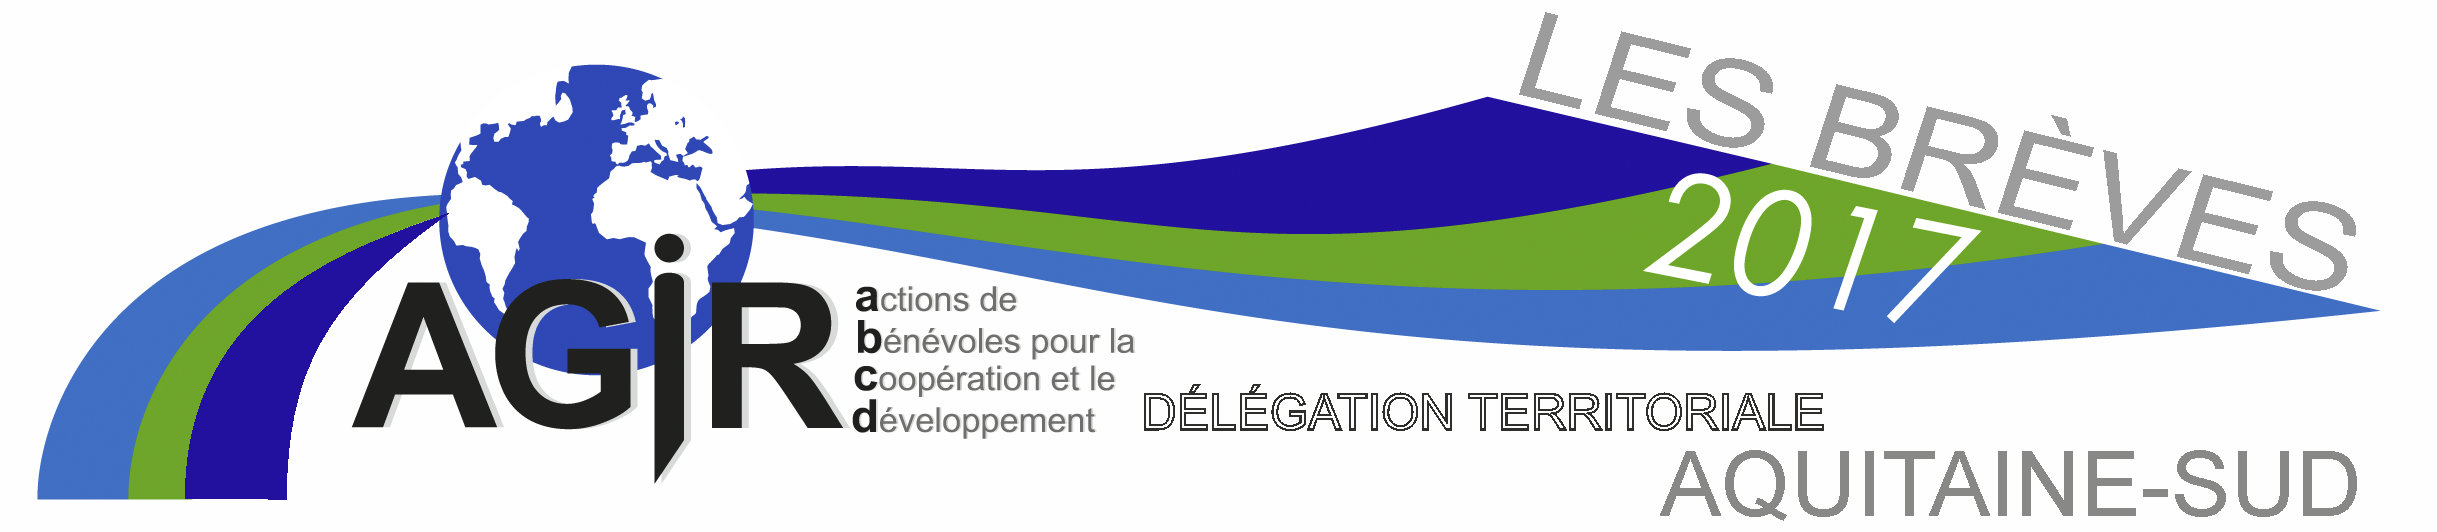 LES BRÈVES
2017
AGiR
actions de
bénévoles pour la
coopération et le
développement
DÉLÉGATION TERRITORIALE
AQUITAINE-SUD